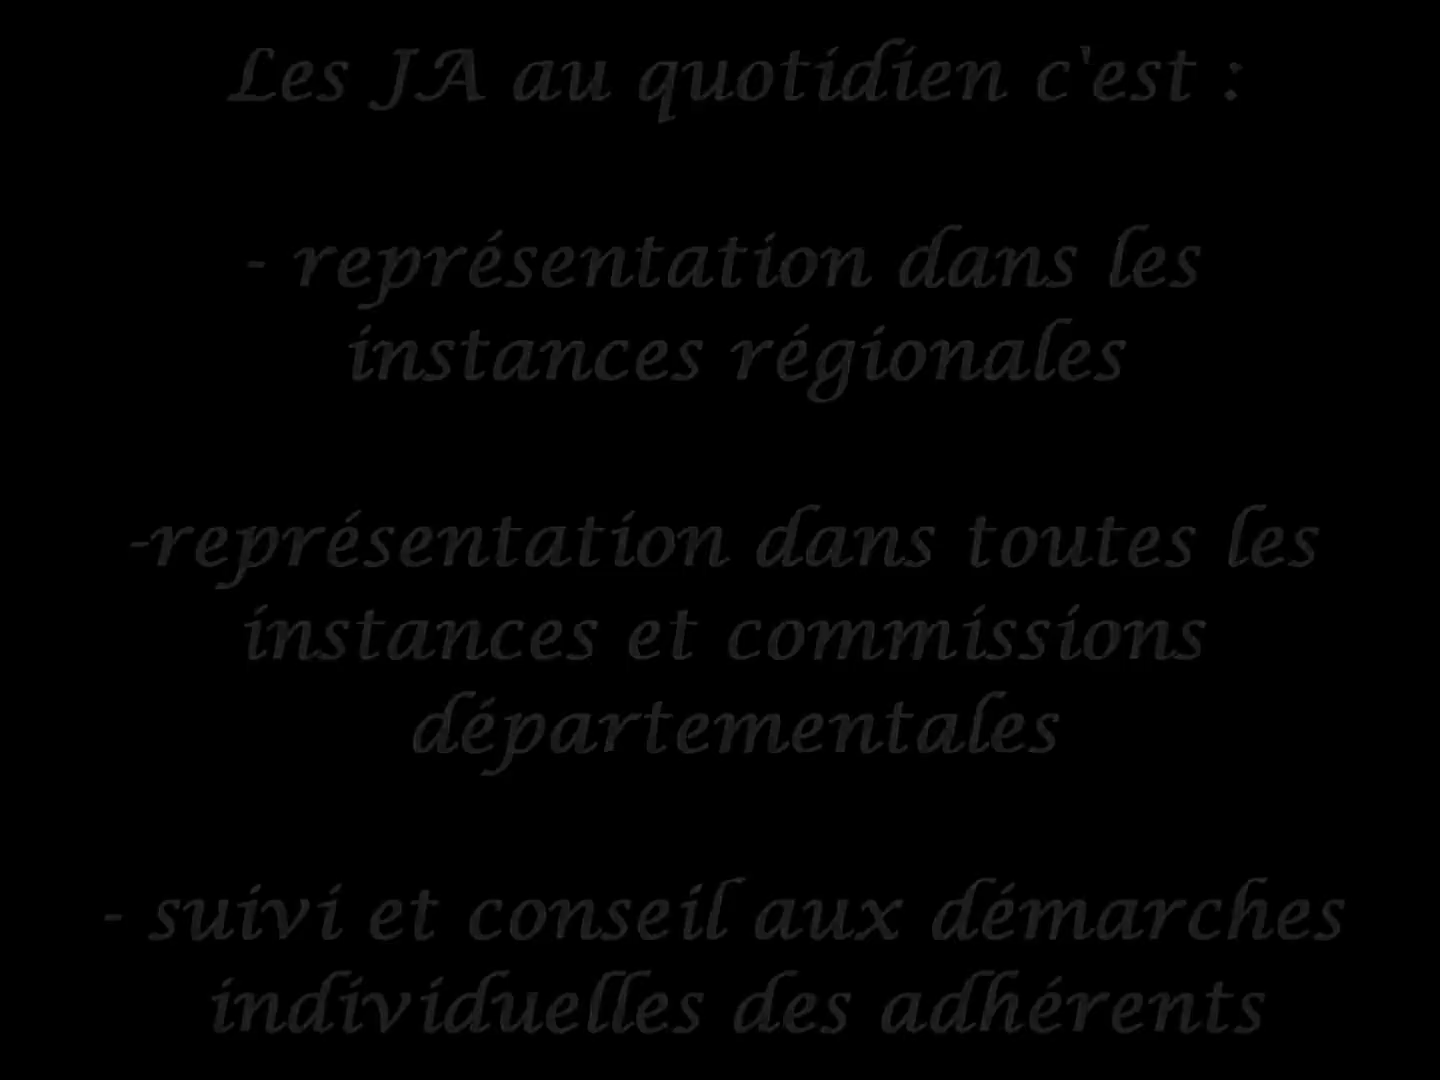 Les JA au quotidien c'est :
- représentation dans les
instances régionales
-représentation dans toutes les
instances et commissions
départementales
- suivi et conseil aux démarches
individuelles des adhérents